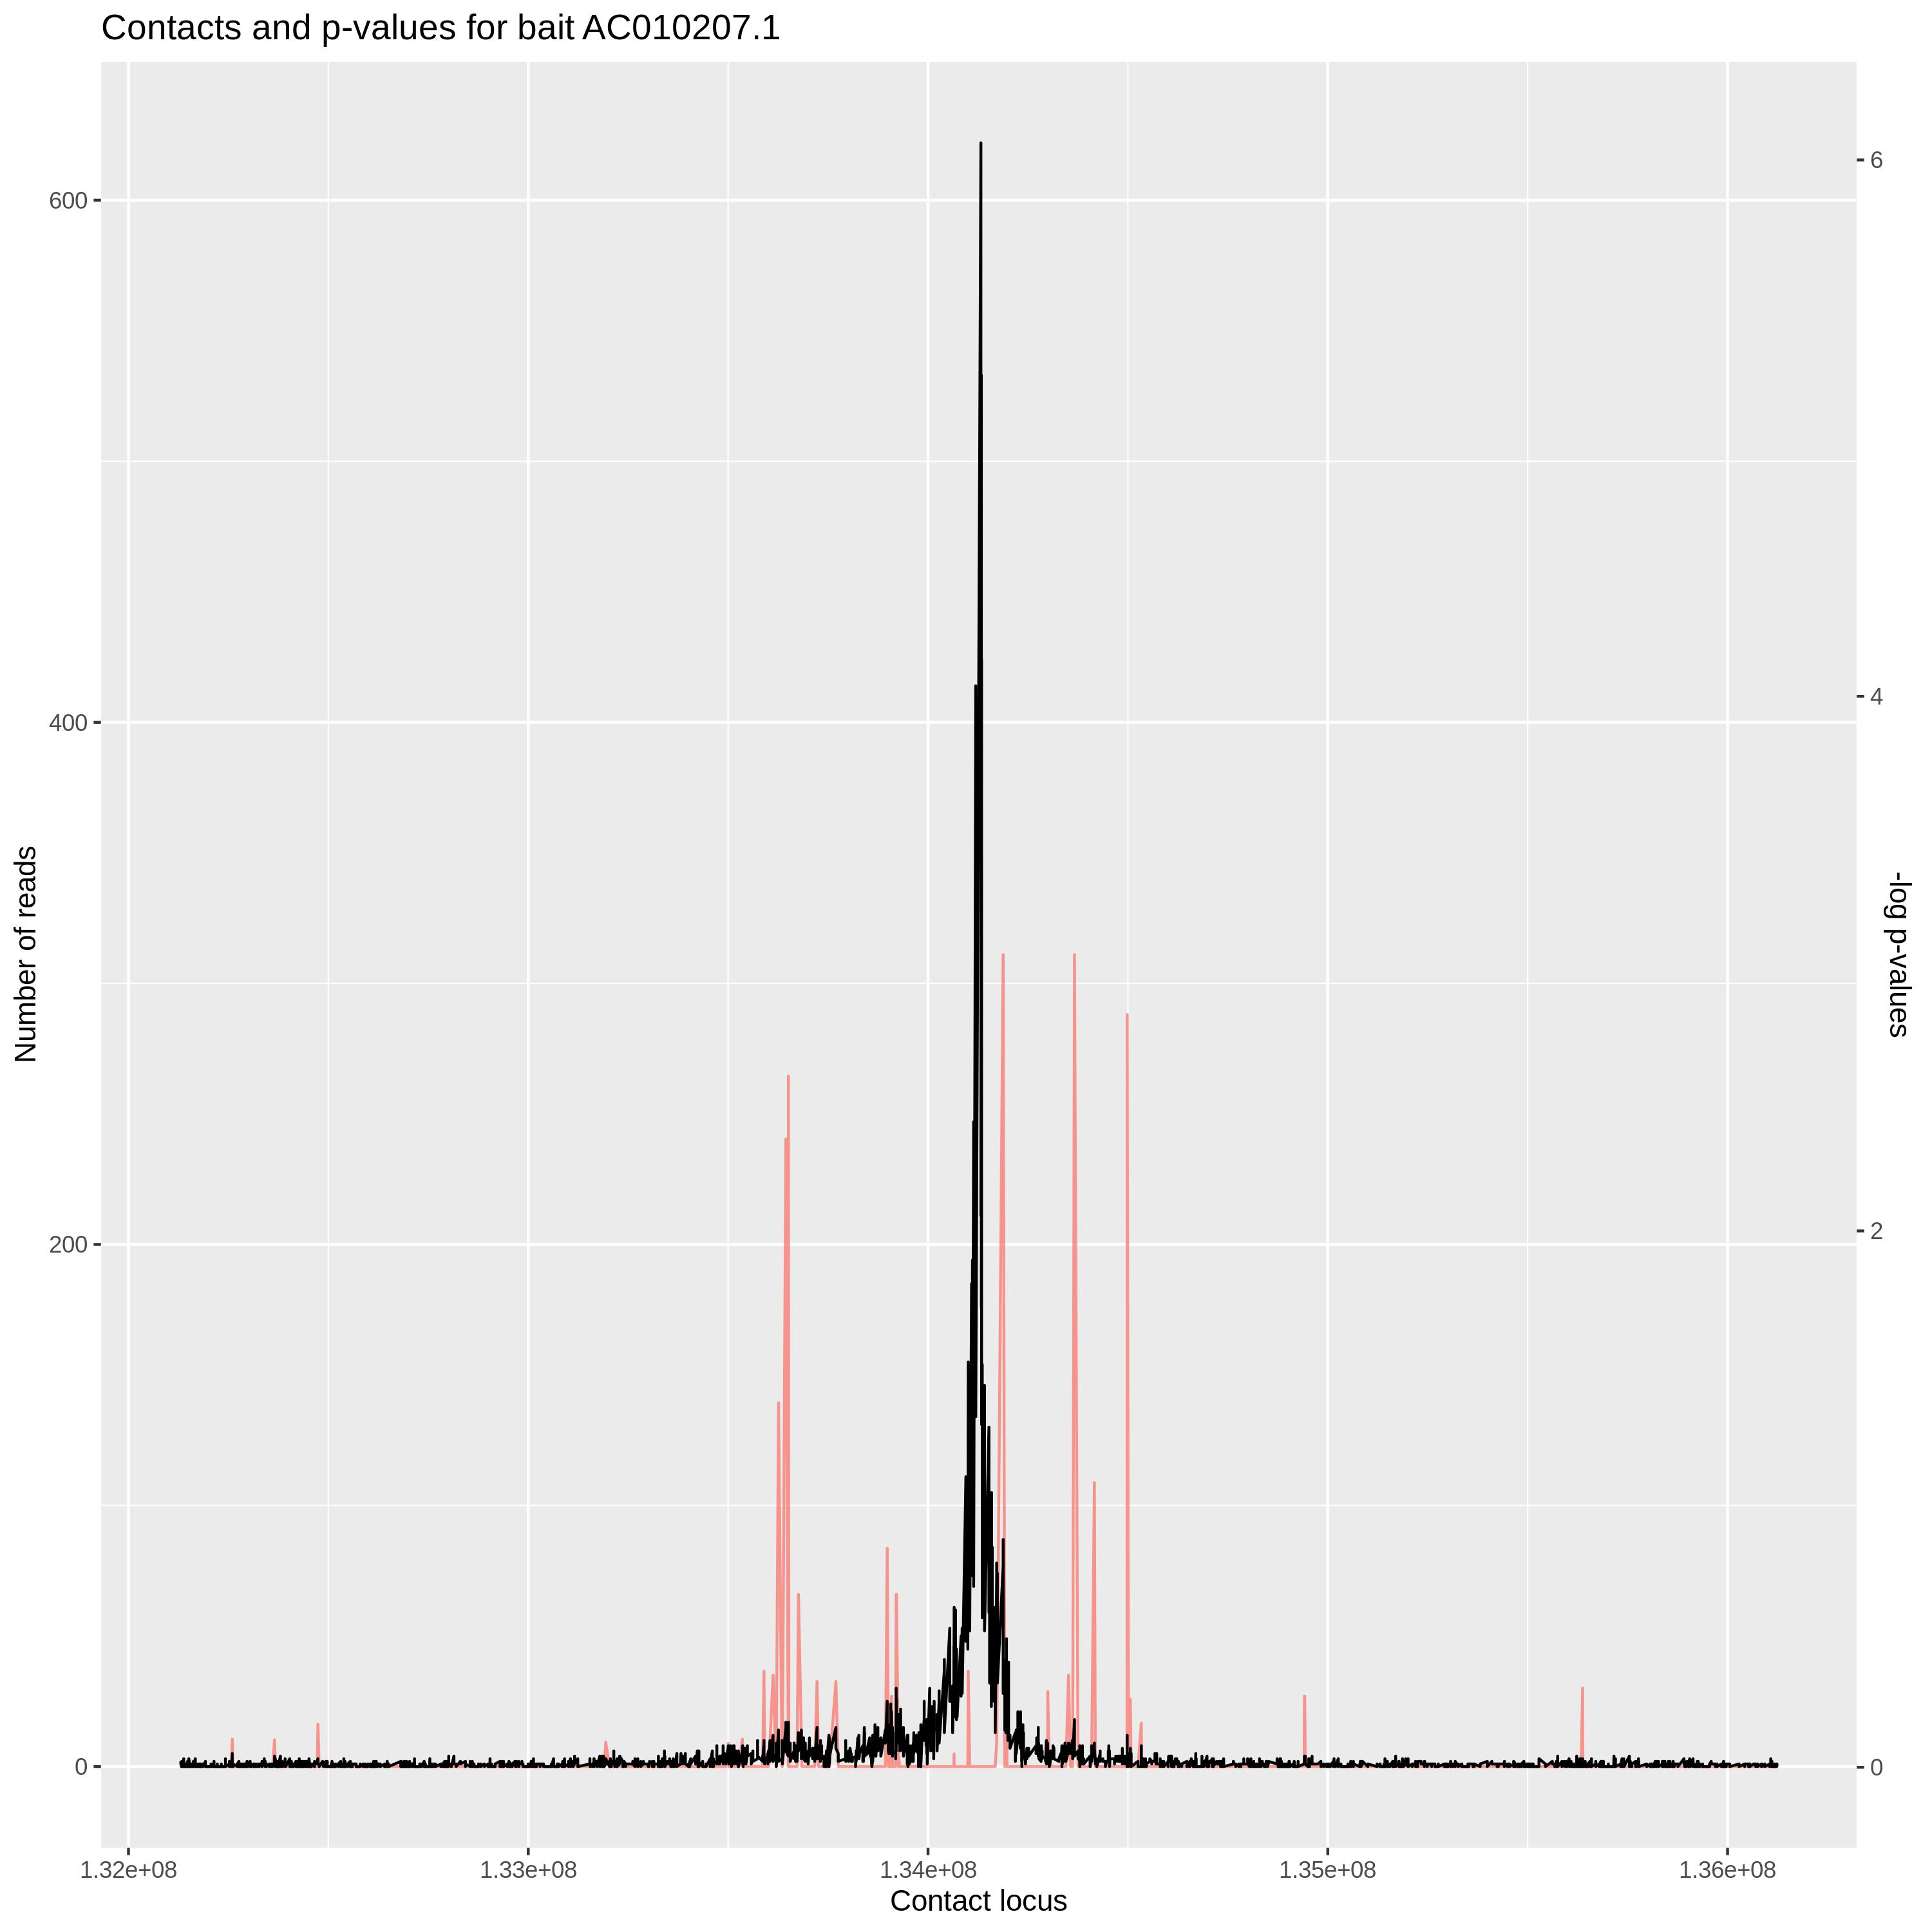 Contacts and p-values for bait AC010207.1
600
400
200
0
6
4
2
0
Number of reads
-log p-values
1.32e+08 1.33e+08 1.34e+08 1.35e+08 1.36e+08
Contact locus